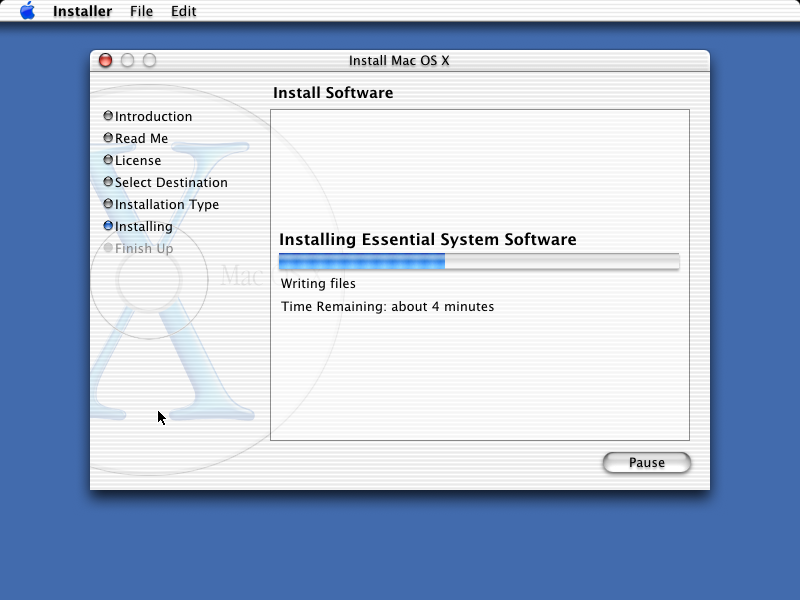 Installer File Edit
Install Mac OS X
Install Software
Introduction
Read Me
License
Select Destination
Installation Type
Installing
Finish Up
Mac
Installing Essential System Software
Writing files
Time Remaining: about 4 minutes
Pause